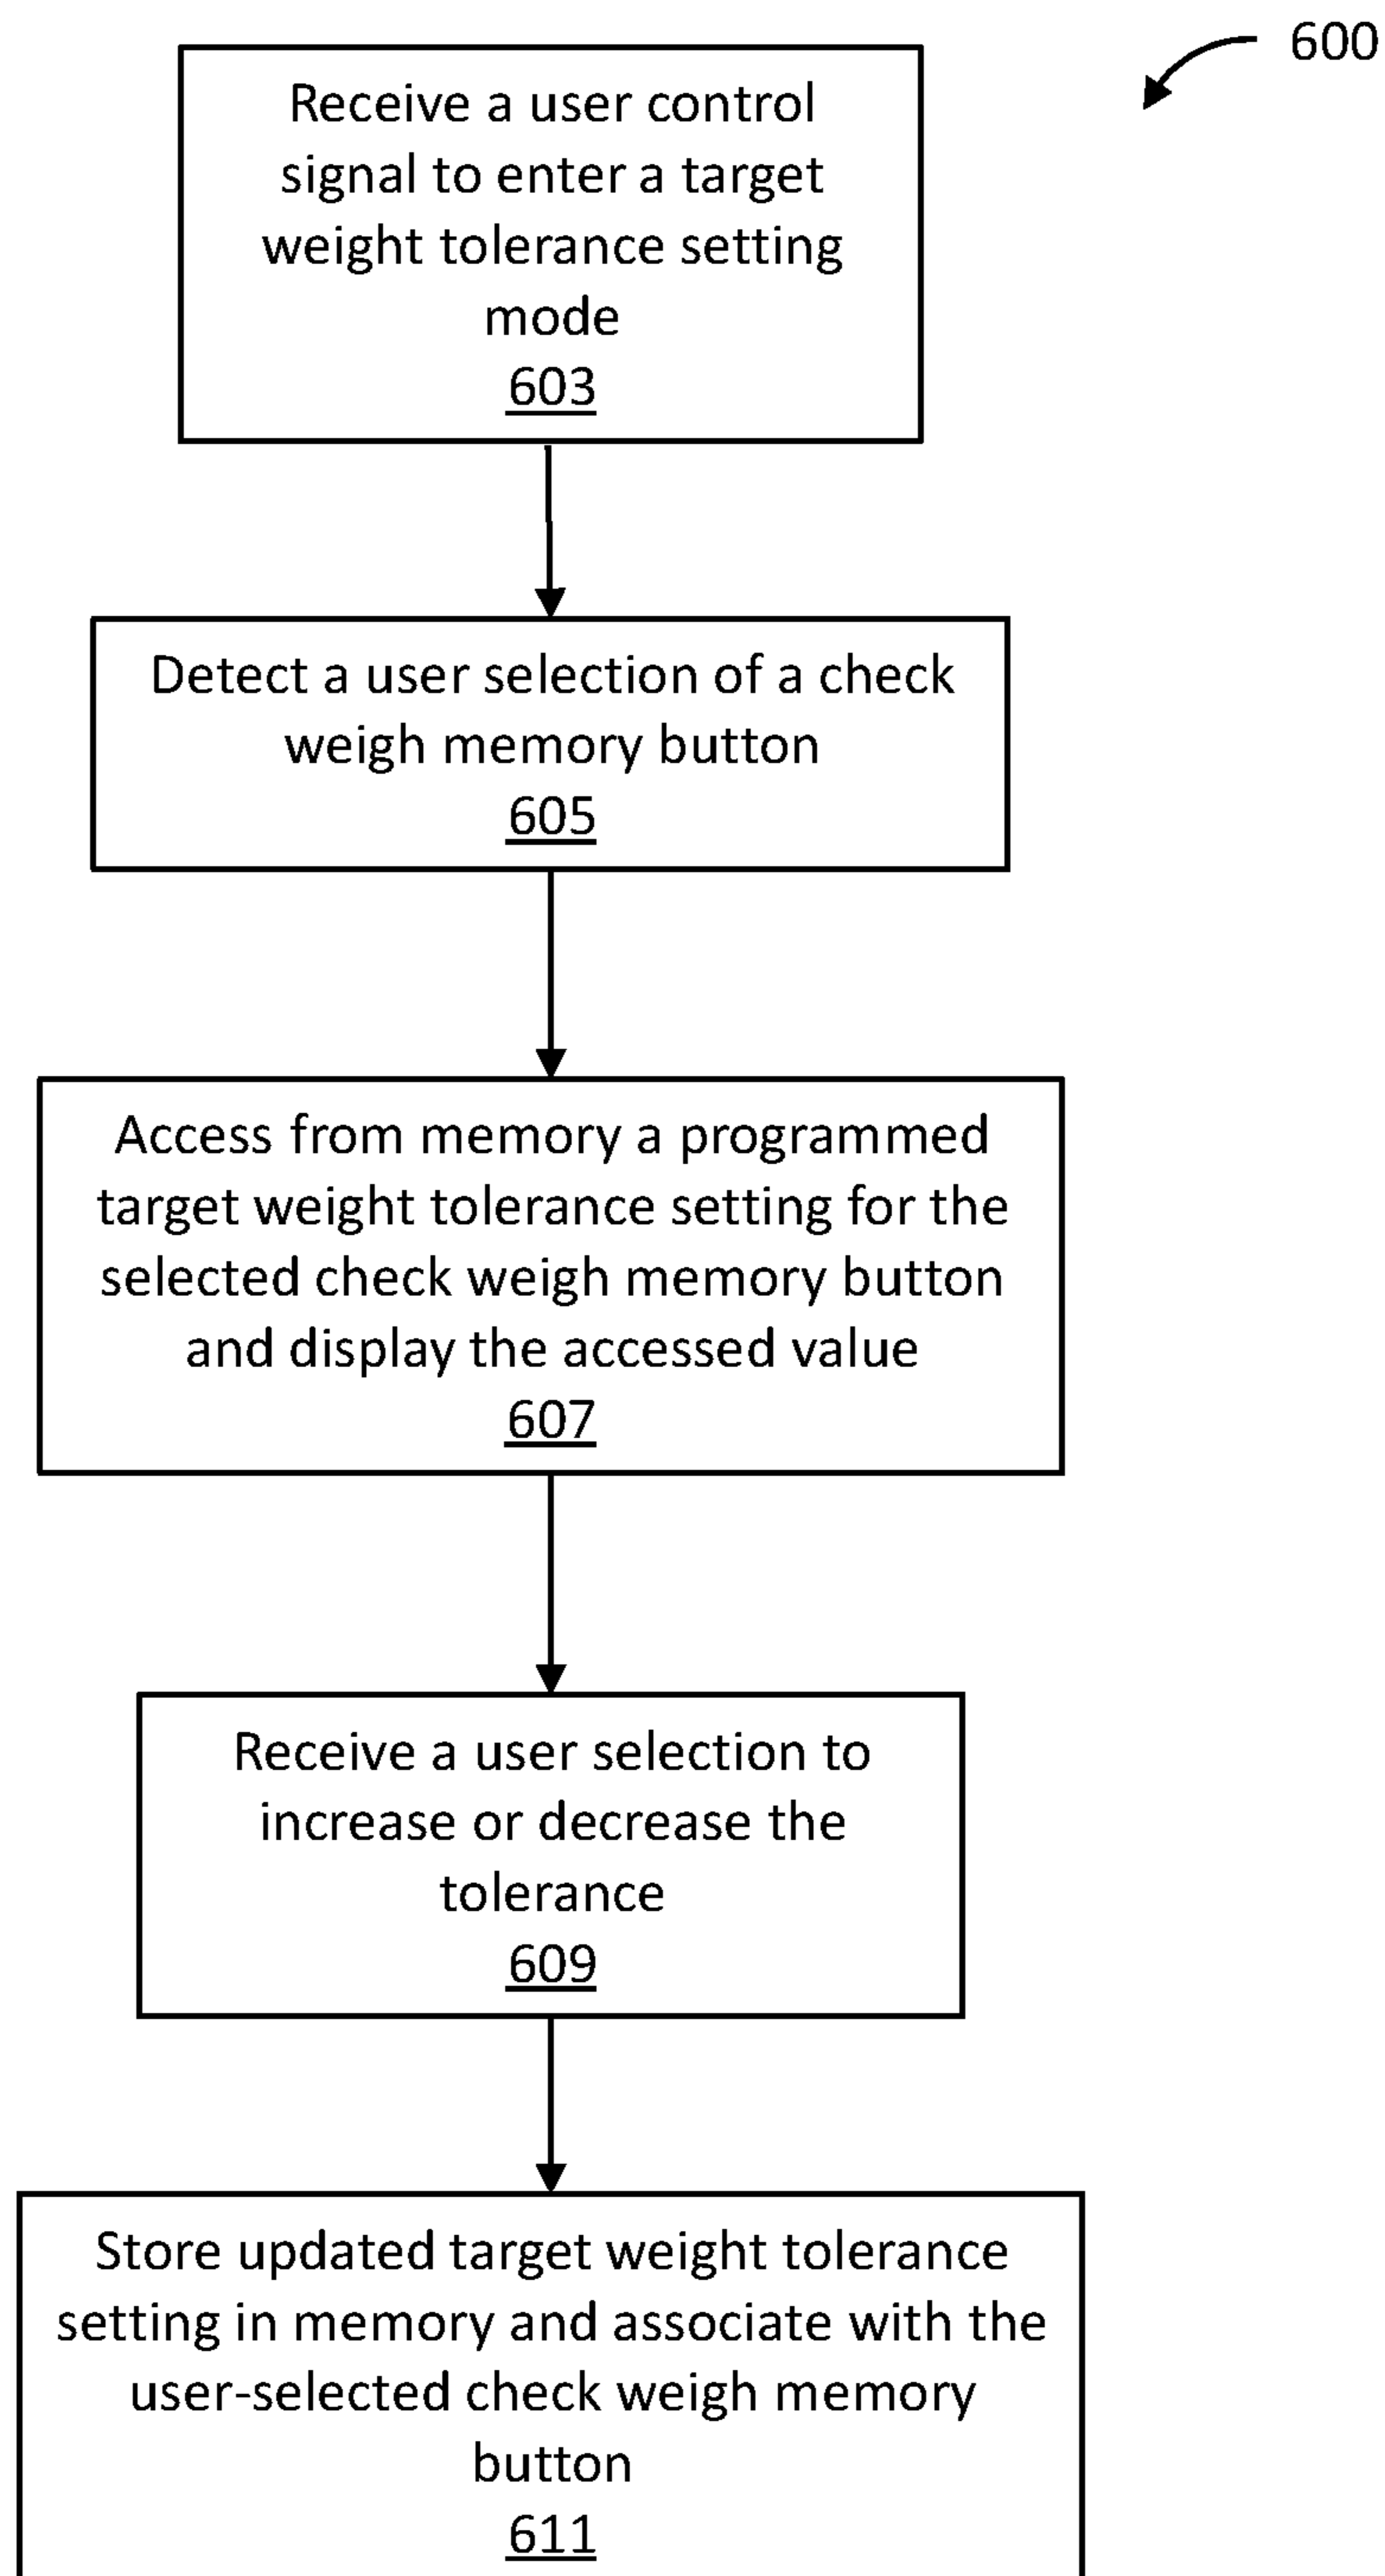 600
Receive a user control
signal to enter a target
weight tolerance setting
mode
603
Detect a user selection of a check
weigh memory button
605
Access from memory a programmed
target weight tolerance setting for the
selected check weigh memory button
and display the accessed value
607
Receive a user selection to
increase or decrease the
tolerance
609
Store updated target weight tolerance
setting in memory and associate with the
user-selected check weigh memory
button
611